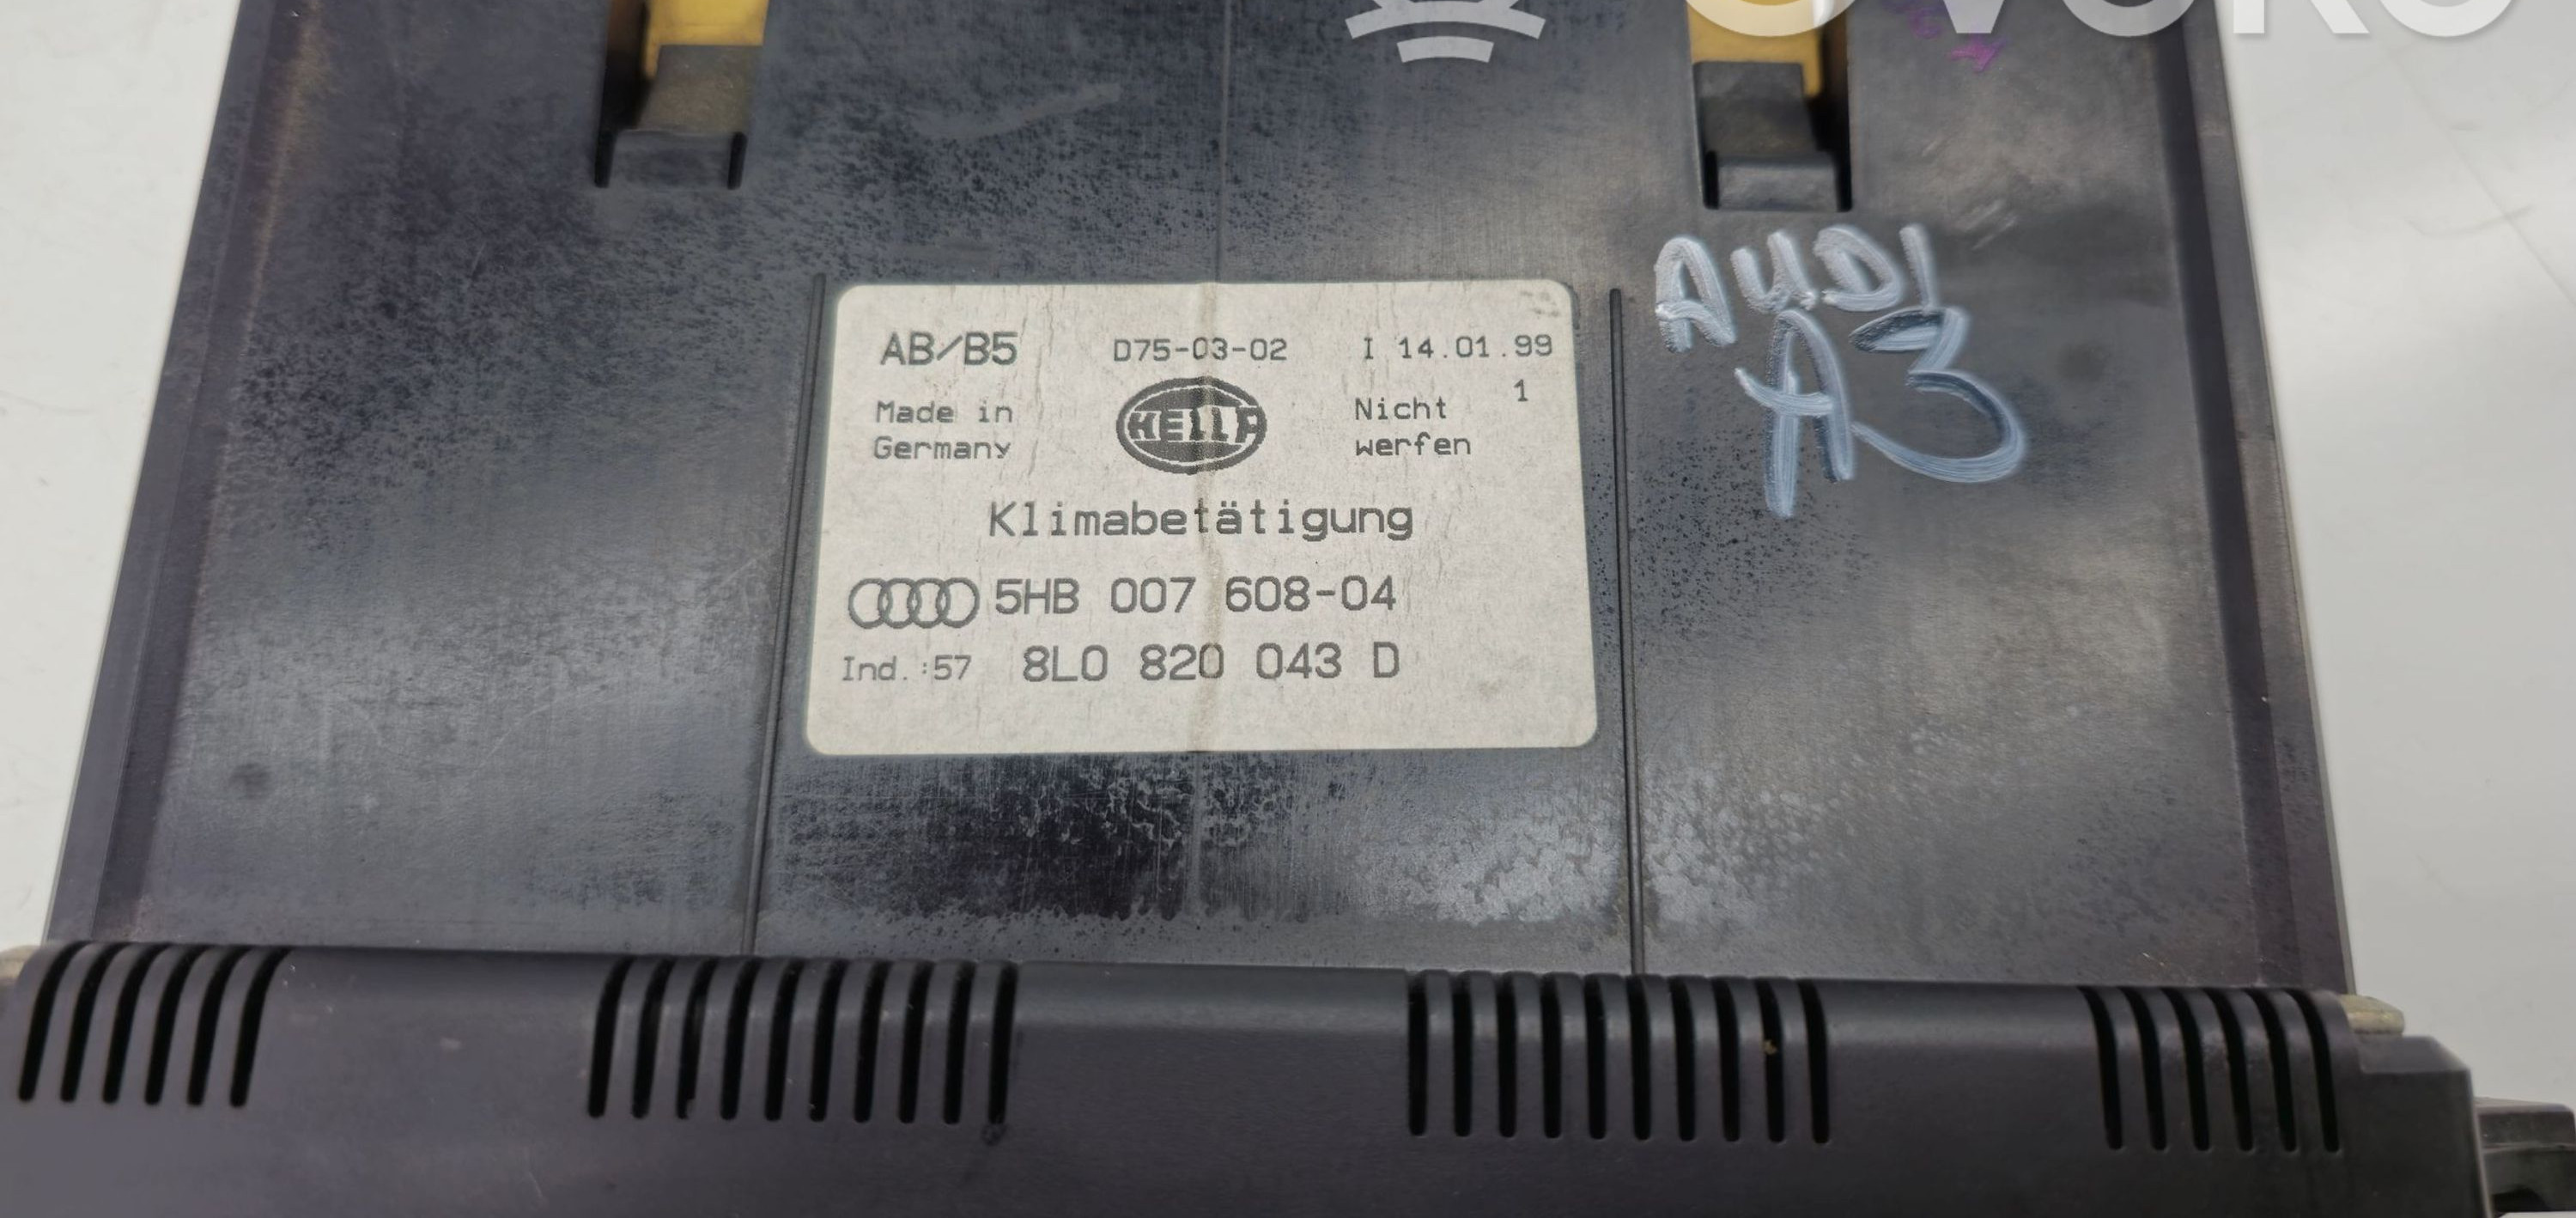 OVOKO
AUDI
A3
AB/B5 D75-03-02 I 14.01.99
1
Made in Nicht
Germany werfen
HELLA
Klimabetätigung
5HB 007 608-04
Ind.:57 8L0 820 043 D